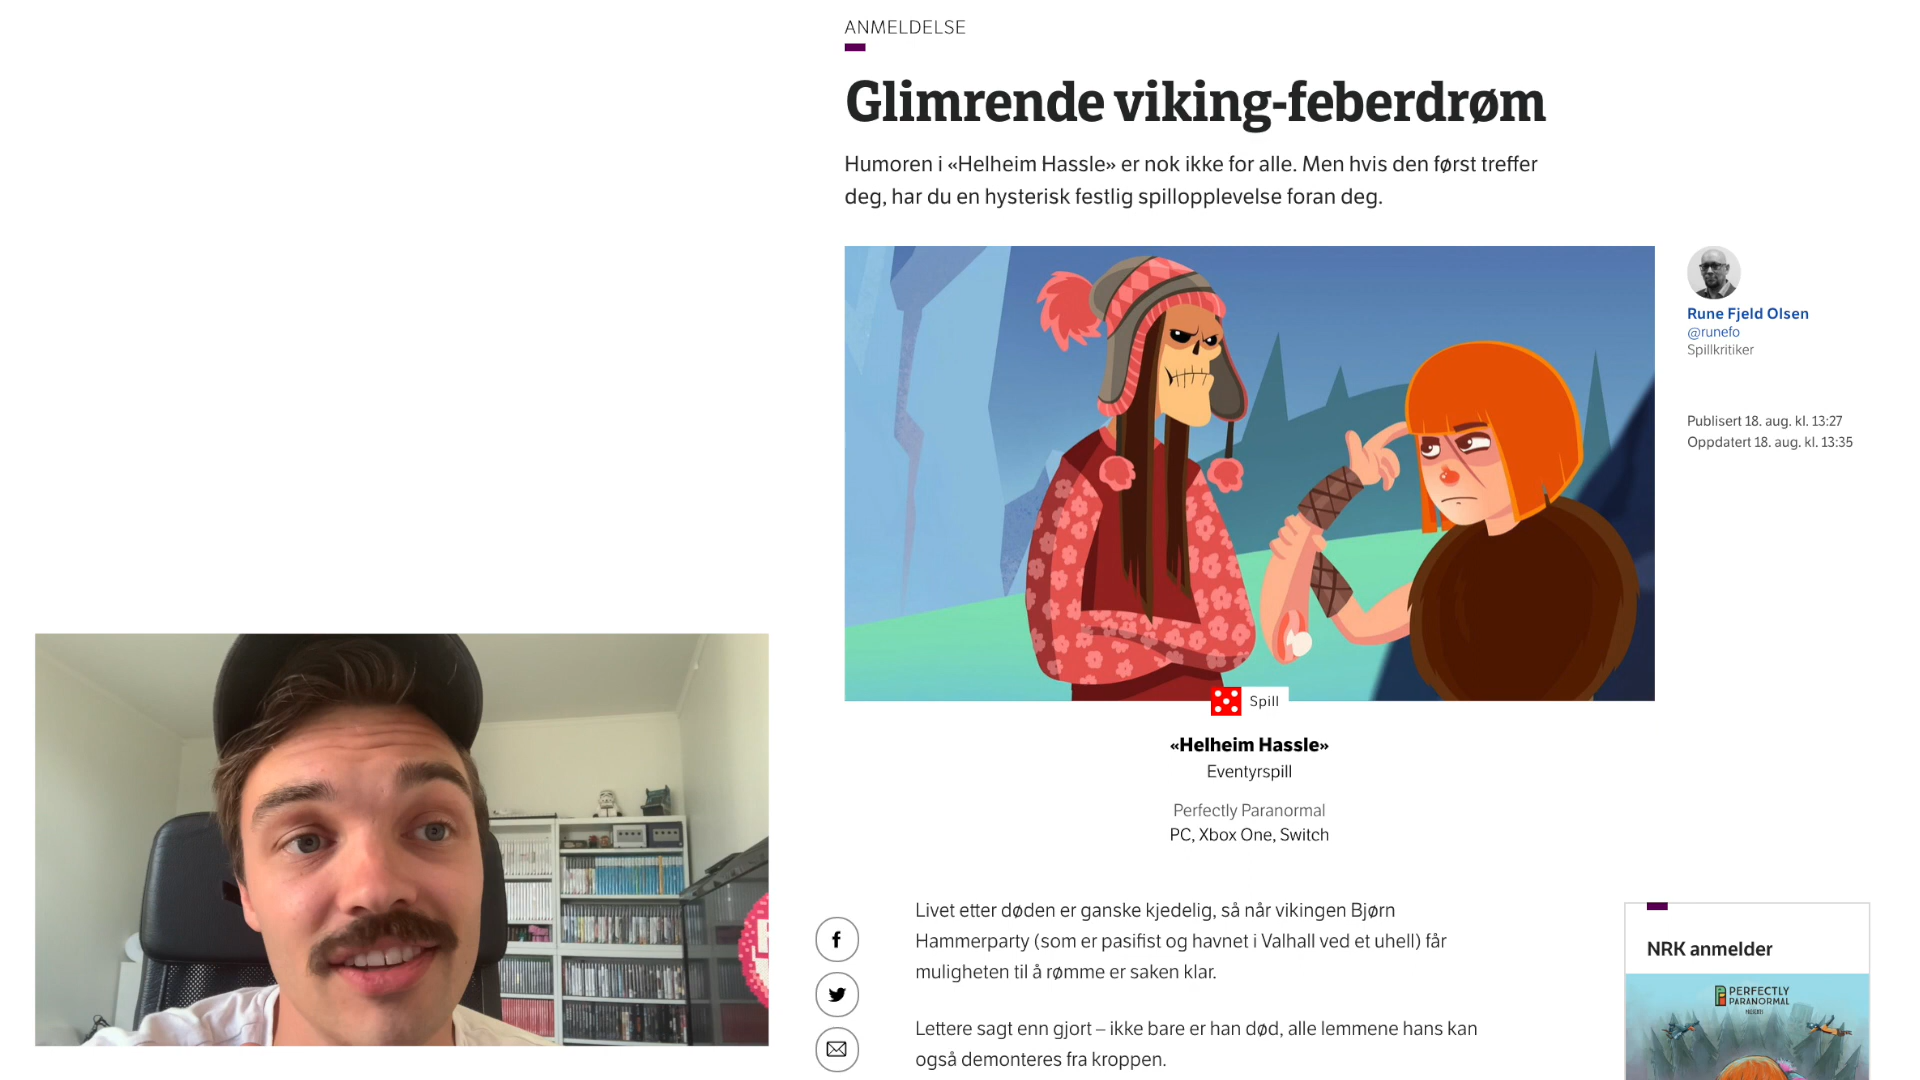 ANMELDELSE
Glimrende viking-feberdrøm
Humoren i «Helheim Hassle» er nok ikke for alle. Men hvis den først treffer
deg, har du en hysterisk festlig spillopplevelse foran deg.
Rune Fjeld Olsen
@runefo
Spillkritiker
Publisert 18. aug. kl. 13:27
Oppdatert 18. aug. kl. 13:35
Spill
«Helheim Hassle»
Eventyrspill
Perfectly Paranormal
PC, Xbox One, Switch
Livet etter døden er ganske kjedelig, så når vikingen Bjørn
Hammerparty (som er pasifist og havnet i Valhall ved et uhell) får
muligheten til å rømme er saken klar.
Lettere sagt enn gjort – ikke bare er han død, alle lemmene hans kan
også demonteres fra kroppen.
NRK anmelder
PERFECTLY
PARANORMAL